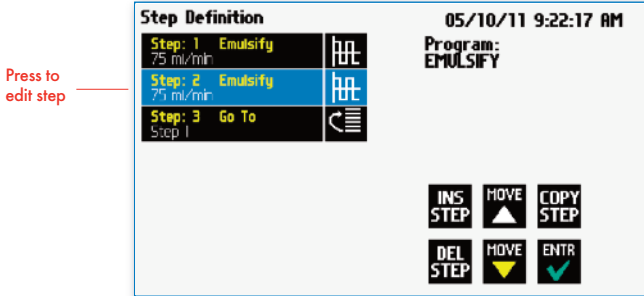 Step Definition
05/10/11 9:22:17 AM
Step: 1 Emulsify
75 ml/min
Program:
EMULSIFY
Press to
edit step
Step: 2 Emulsify
75 ml/min
Step: 3 Go To
Step 1
INS
STEP
MOVE
COPY
STEP
DEL
STEP
MOVE
ENTR